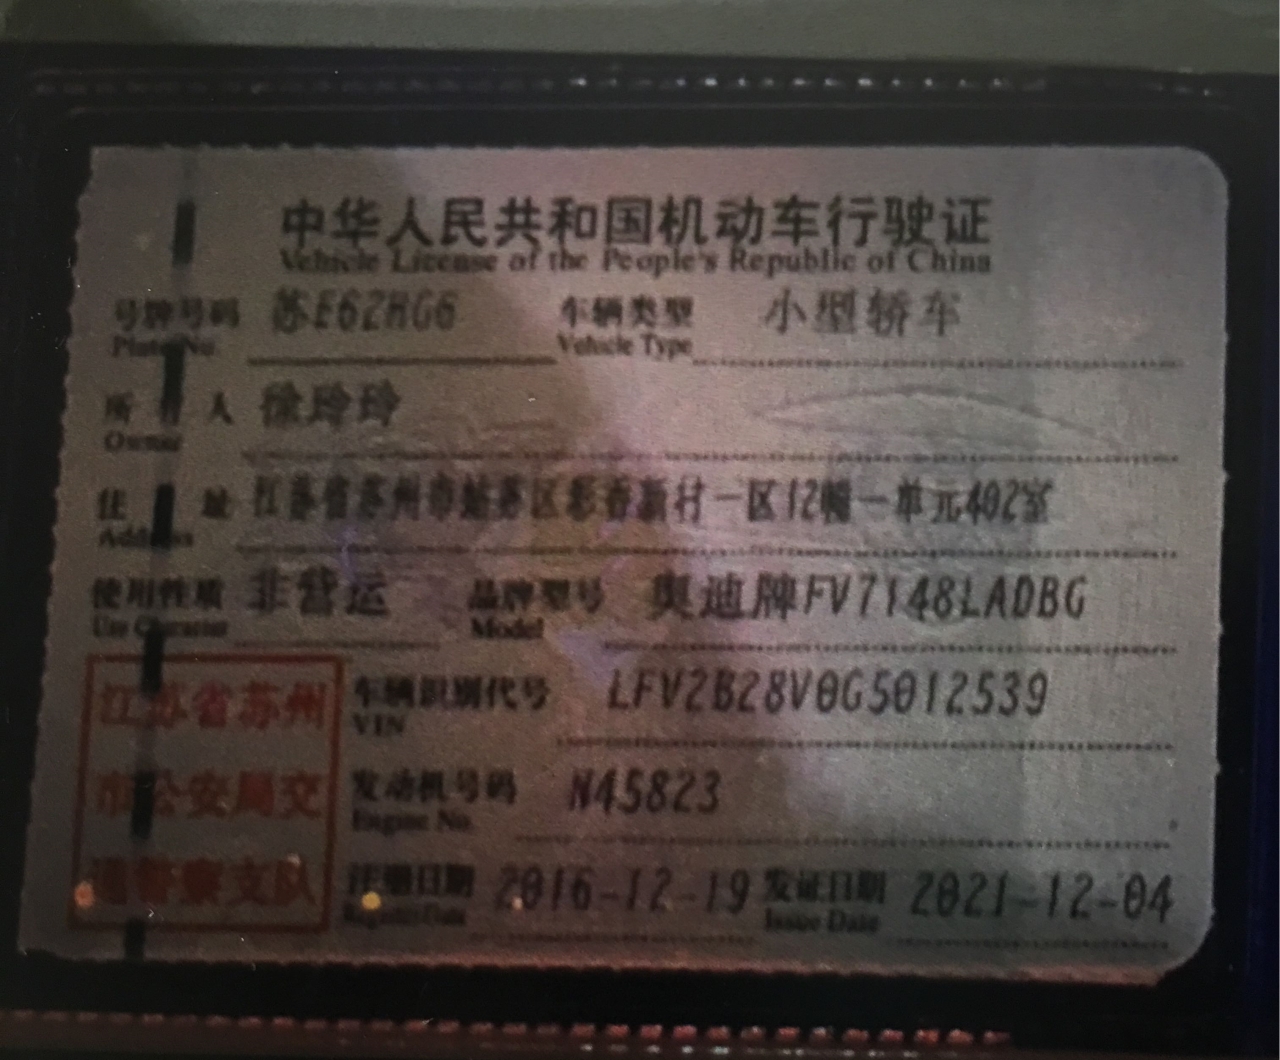 中华人民共和国机动车行驶证
Vehicle License of the People's Republic of China
号牌号码 苏E62HG6 车辆类型 小型轿车
Plate No. Vehicle Type
所有人 徐玲玲
Owner
住址 江苏省苏州市姑苏区彩香新村一区12幢一单元402室
Address
使用性质 非营运 品牌型号 奥迪牌FV7148LADBG
Use Character Model
江苏省苏州
市公安局交
通警察支队
车辆识别代号 LFV2B28V0G5012539
VIN
发动机号码 N45823
Engine No.
注册日期 2016-12-19 发证日期 2021-12-04
Register Date Issue Date